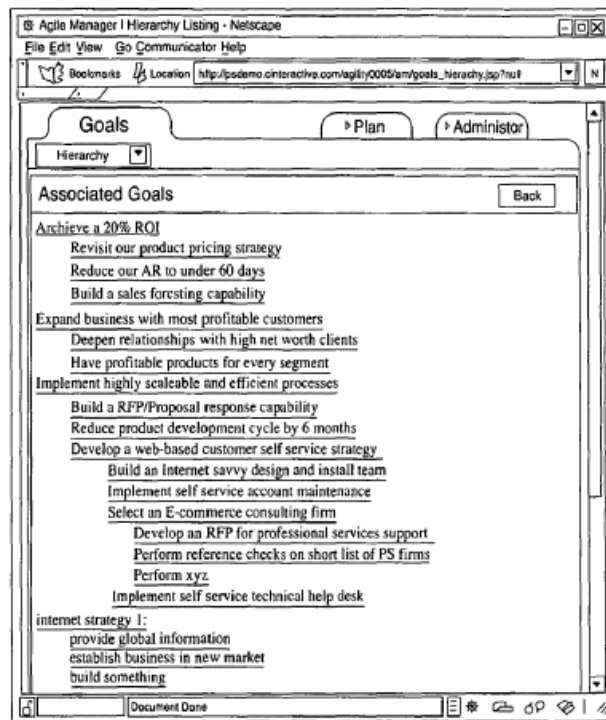 Agile Manager | Hierarchy Listing - Netscape
File Edit View Go Communicator Help
Bookmarks Location http://psdemo.cinteractive.com/agility0005/am/goals_hierachy.jsp?null N
Goals Plan Administor
Hierarchy
Associated Goals Back
Archieve a 20% ROI
Revisit our product pricing strategy
Reduce our AR to under 60 days
Build a sales foresting capability
Expand business with most profitable customers
Deepen relationships with high net worth clients
Have profitable products for every segment
Implement highly scaleable and efficient processes
Build a RFP/Proposal response capability
Reduce product development cycle by 6 months
Develop a web-based customer self service strategy
Build an Internet savvy design and install team
Implement self service account maintenance
Select an E-commerce consulting firm
Develop an RFP for professional services support
Perform reference checks on short list of PS firms
Perform xyz
Implement self service technical help desk
internet strategy 1:
provide global information
establish business in new market
build something
Document Done